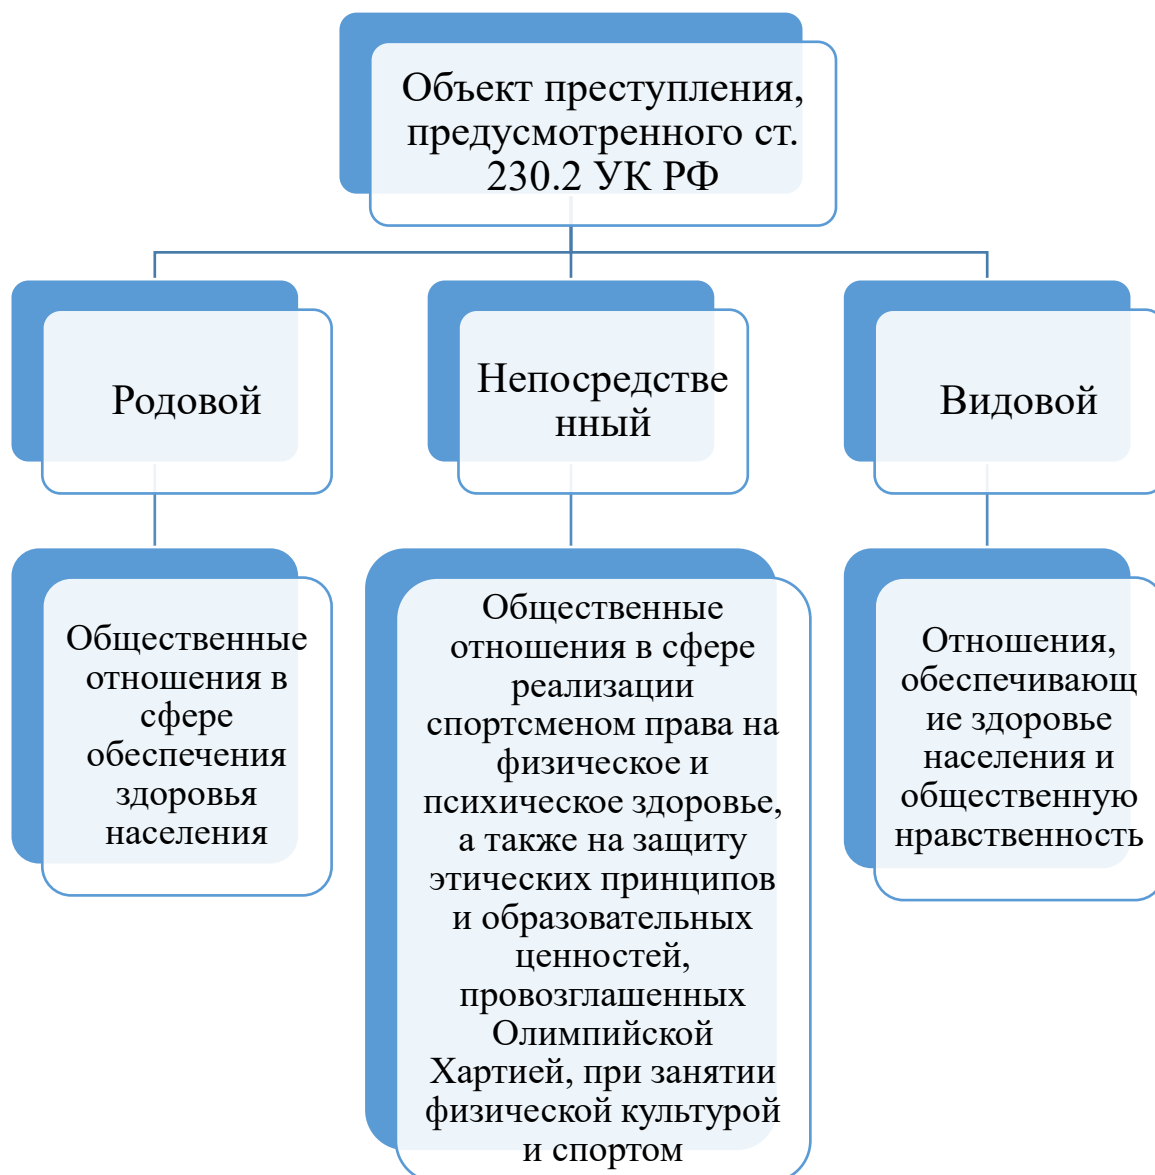 Объект преступления,
предусмотренного ст.
230.2 УК РФ
Родовой
Непосредстве
нный
Видовой
Общественные
отношения в
сфере
обеспечения
здоровья
населения
Общественные
отношения в сфере
реализации
спортсменом права на
физическое и
психическое здоровье,
а также на защиту
этических принципов
и образовательных
ценностей,
провозглашенных
Олимпийской
Хартией, при занятии
физической культурой
и спортом
Отношения,
обеспечивающ
ие здоровье
населения и
общественную
нравственность